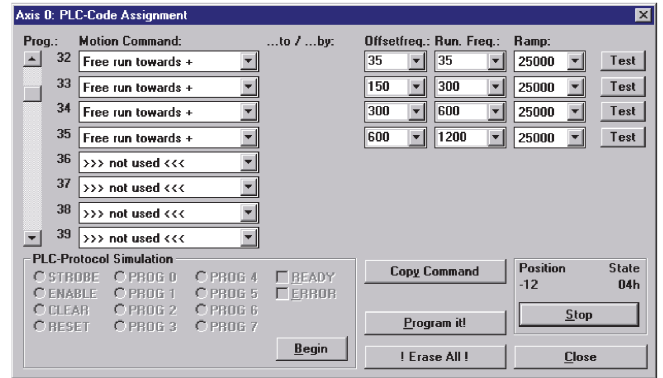 Axis 0: PLC-Code Assignment
Prog.: Motion Command: ...to / ...by: Offsetfreq.: Run. Freq.: Ramp:
32 Free run towards + 35 35 25000 Test
33 Free run towards + 150 300 25000 Test
34 Free run towards + 300 600 25000 Test
35 Free run towards + 600 1200 25000 Test
36 >>> not used <<<
37 >>> not used <<<
38 >>> not used <<<
39 >>> not used <<<
PLC-Protocol Simulation
STROBE PROG 0 PROG 4 READY
ENABLE PROG 1 PROG 5 ERROR
CLEAR PROG 2 PROG 6
RESET PROG 3 PROG 7
Begin
Copy Command
Program it!
! Erase All !
Position State
-12 04h
Stop
Close